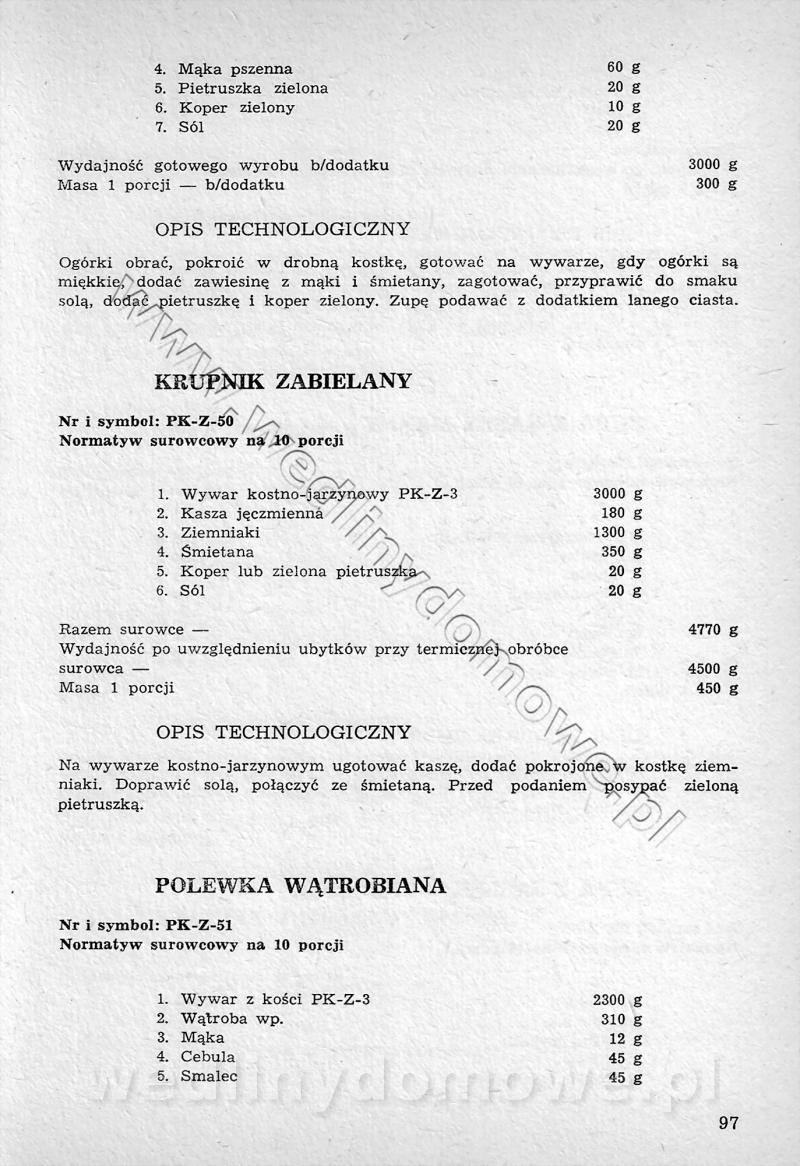 4. Mąka pszenna 60 g
5. Pietruszka zielona 20 g
6. Koper zielony 10 g
7. Sól 20 g
Wydajność gotowego wyrobu b/dodatku 3000 g
Masa 1 porcji — b/dodatku 300 g
OPIS TECHNOLOGICZNY
Ogórki obrać, pokroić w drobną kostkę, gotować na wywarze, gdy ogórki są
miękkie, dodać zawiesinę z mąki i śmietany, zagotować, przyprawić do smaku
solą, dodać pietruszkę i koper zielony. Zupę podawać z dodatkiem lanego ciasta.
KRUPNIK ZABIELANY
Nr i symbol: PK-Z-50
Normatyw surowcowy na 10 porcji
1. Wywar kostno-jarzynowy PK-Z-3 3000 g
2. Kasza jęczmienna 180 g
3. Ziemniaki 1300 g
4. Śmietana 350 g
5. Koper lub zielona pietruszka 20 g
6. Sól 20 g
Razem surowce — 4770 g
Wydajność po uwzględnieniu ubytków przy termicznej obróbce
surowca — 4500 g
Masa 1 porcji 450 g
OPIS TECHNOLOGICZNY
Na wywarze kostno-jarzynowym ugotować kaszę, dodać pokrojone w kostkę ziem-
niaki. Doprawić solą, połączyć ze śmietaną. Przed podaniem posypać zieloną
pietruszką.
POLEWKA WĄTROBIANA
Nr i symbol: PK-Z-51
Normatyw surowcowy na 10 porcji
1. Wywar z kości PK-Z-3 2300 g
2. Wątroba wp. 310 g
3. Mąka 12 g
4. Cebula 45 g
5. Smalec 45 g
97
www.wedlinydomowe.pl
wedlinydomowe.pl